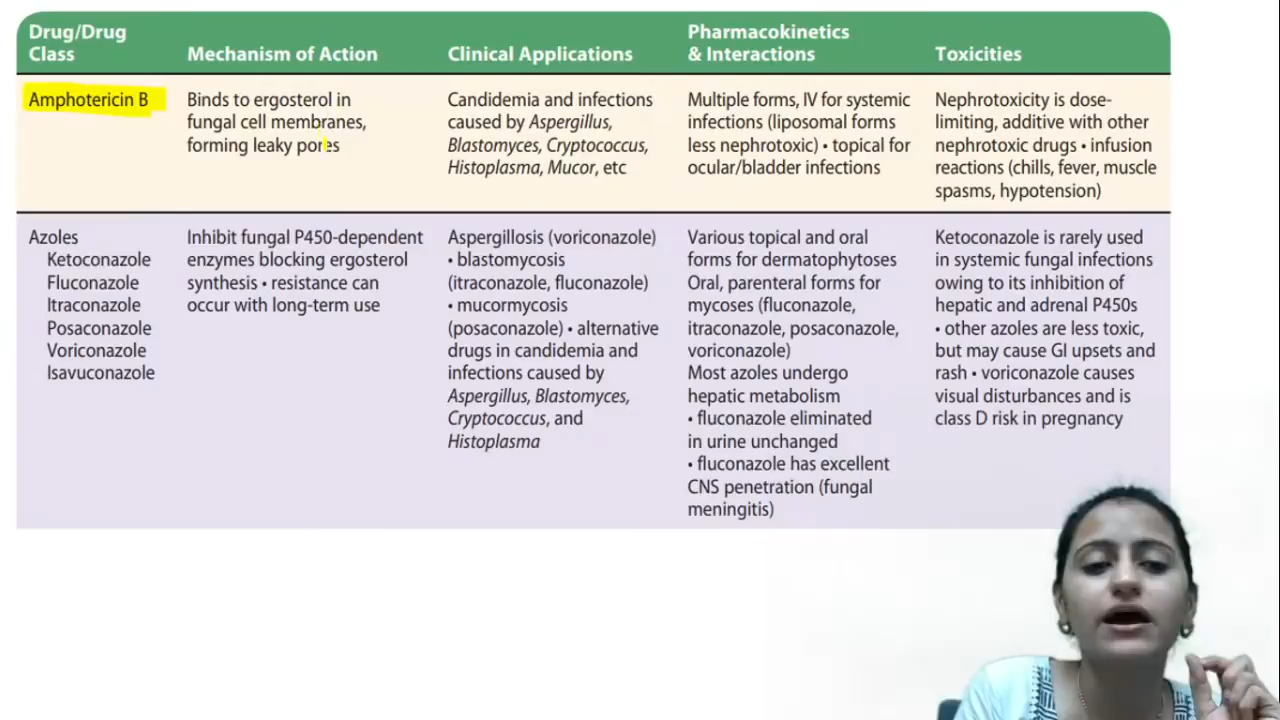 Drug/Drug
Class
Mechanism of Action
Clinical Applications
Pharmacokinetics
& Interactions
Toxicities
Amphotericin B
Binds to ergosterol in
fungal cell membranes,
forming leaky pores
Candidemia and infections
caused by Aspergillus,
Blastomyces, Cryptococcus,
Histoplasma, Mucor, etc
Multiple forms, IV for systemic
infections (liposomal forms
less nephrotoxic) • topical for
ocular/bladder infections
Nephrotoxicity is dose-
limiting, additive with other
nephrotoxic drugs • infusion
reactions (chills, fever, muscle
spasms, hypotension)
Azoles
Ketoconazole
Fluconazole
Itraconazole
Posaconazole
Voriconazole
Isavuconazole
Inhibit fungal P450-dependent
enzymes blocking ergosterol
synthesis • resistance can
occur with long-term use
Aspergillosis (voriconazole)
• blastomycosis
(itraconazole, fluconazole)
• mucormycosis
(posaconazole) • alternative
drugs in candidemia and
infections caused by
Aspergillus, Blastomyces,
Cryptococcus, and
Histoplasma
Various topical and oral
forms for dermatophytoses
Oral, parenteral forms for
mycoses (fluconazole,
itraconazole, posaconazole,
voriconazole)
Most azoles undergo
hepatic metabolism
• fluconazole eliminated
in urine unchanged
• fluconazole has excellent
CNS penetration (fungal
meningitis)
Ketoconazole is rarely used
in systemic fungal infections
owing to its inhibition of
hepatic and adrenal P450s
• other azoles are less toxic,
but may cause GI upsets and
rash • voriconazole causes
visual disturbances and is
class D risk in pregnancy